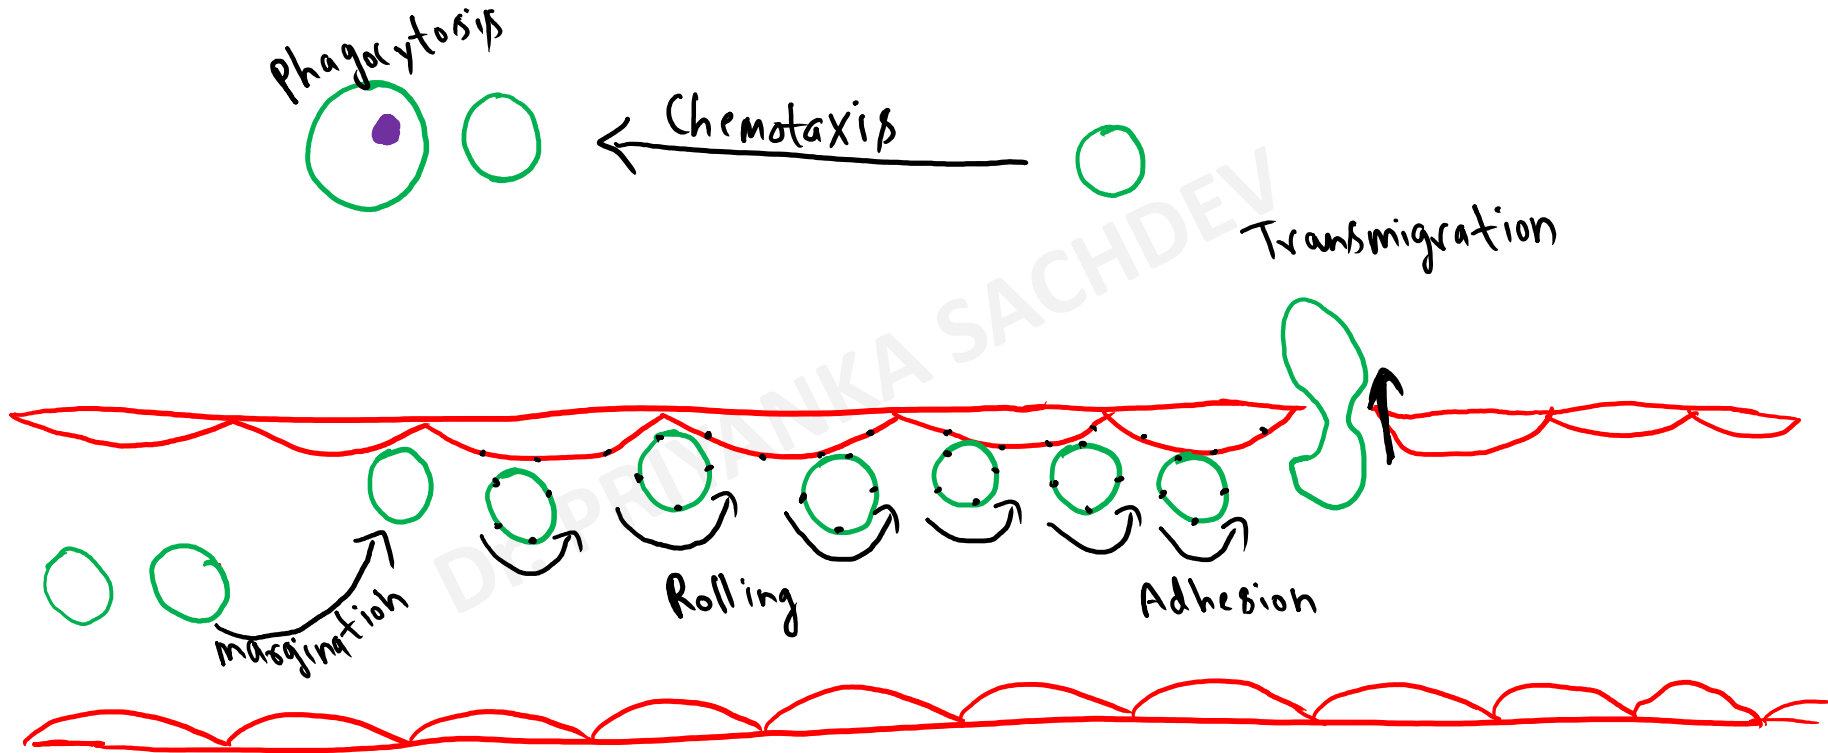 Phagocytosis
Chemotaxis
Transmigration
margination
Rolling
Adhesion
DR PRIYANKA SACHDEV